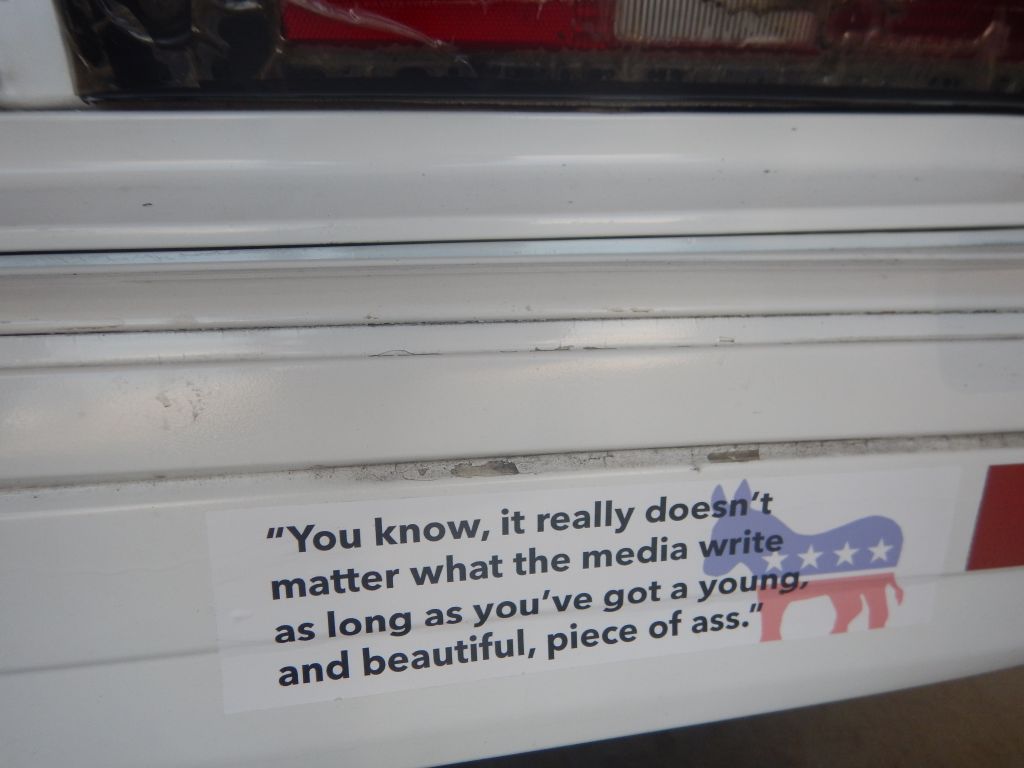 “You know, it really doesn’t
matter what the media write
as long as you’ve got a young,
and beautiful, piece of ass.”